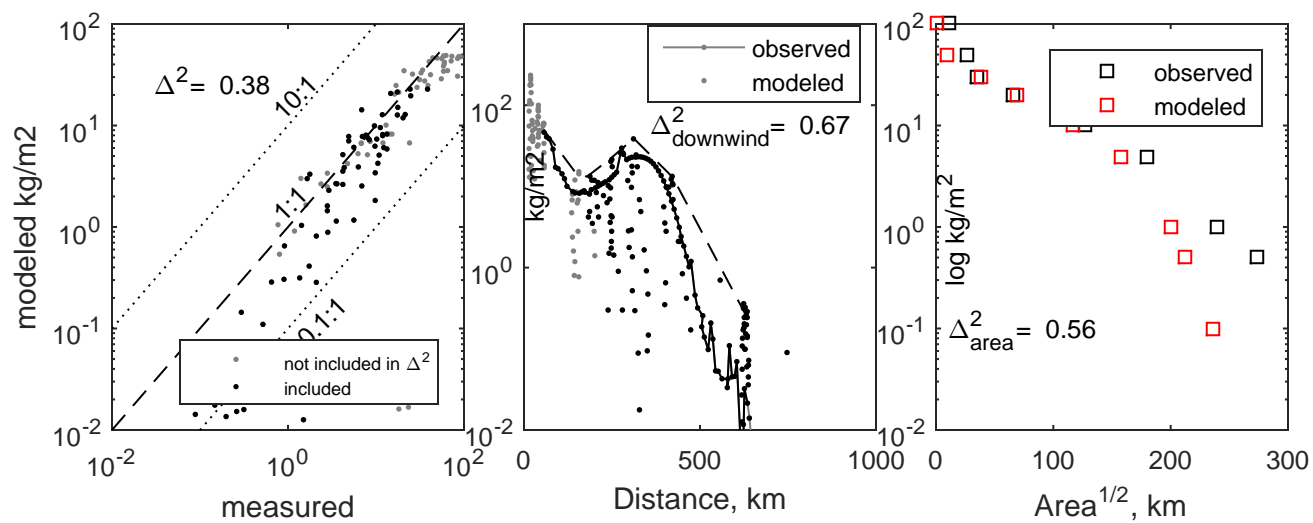 10^2
10^1
10^0
10^-1
10^-2
modeled kg/m2
Δ^2= 0.38
10:1
1:1
0.1:1
not included in Δ^2
included
10^-2
10^0
10^2
measured
observed
modeled
Δ^2_downwind= 0.67
kg/m2
10^2
10^0
10^-2
0
500
1000
Distance, km
10^2
10^1
10^0
10^-1
10^-2
observed
modeled
log kg/m^2
Δ^2_area= 0.56
0
100
200
300
Area^1/2, km